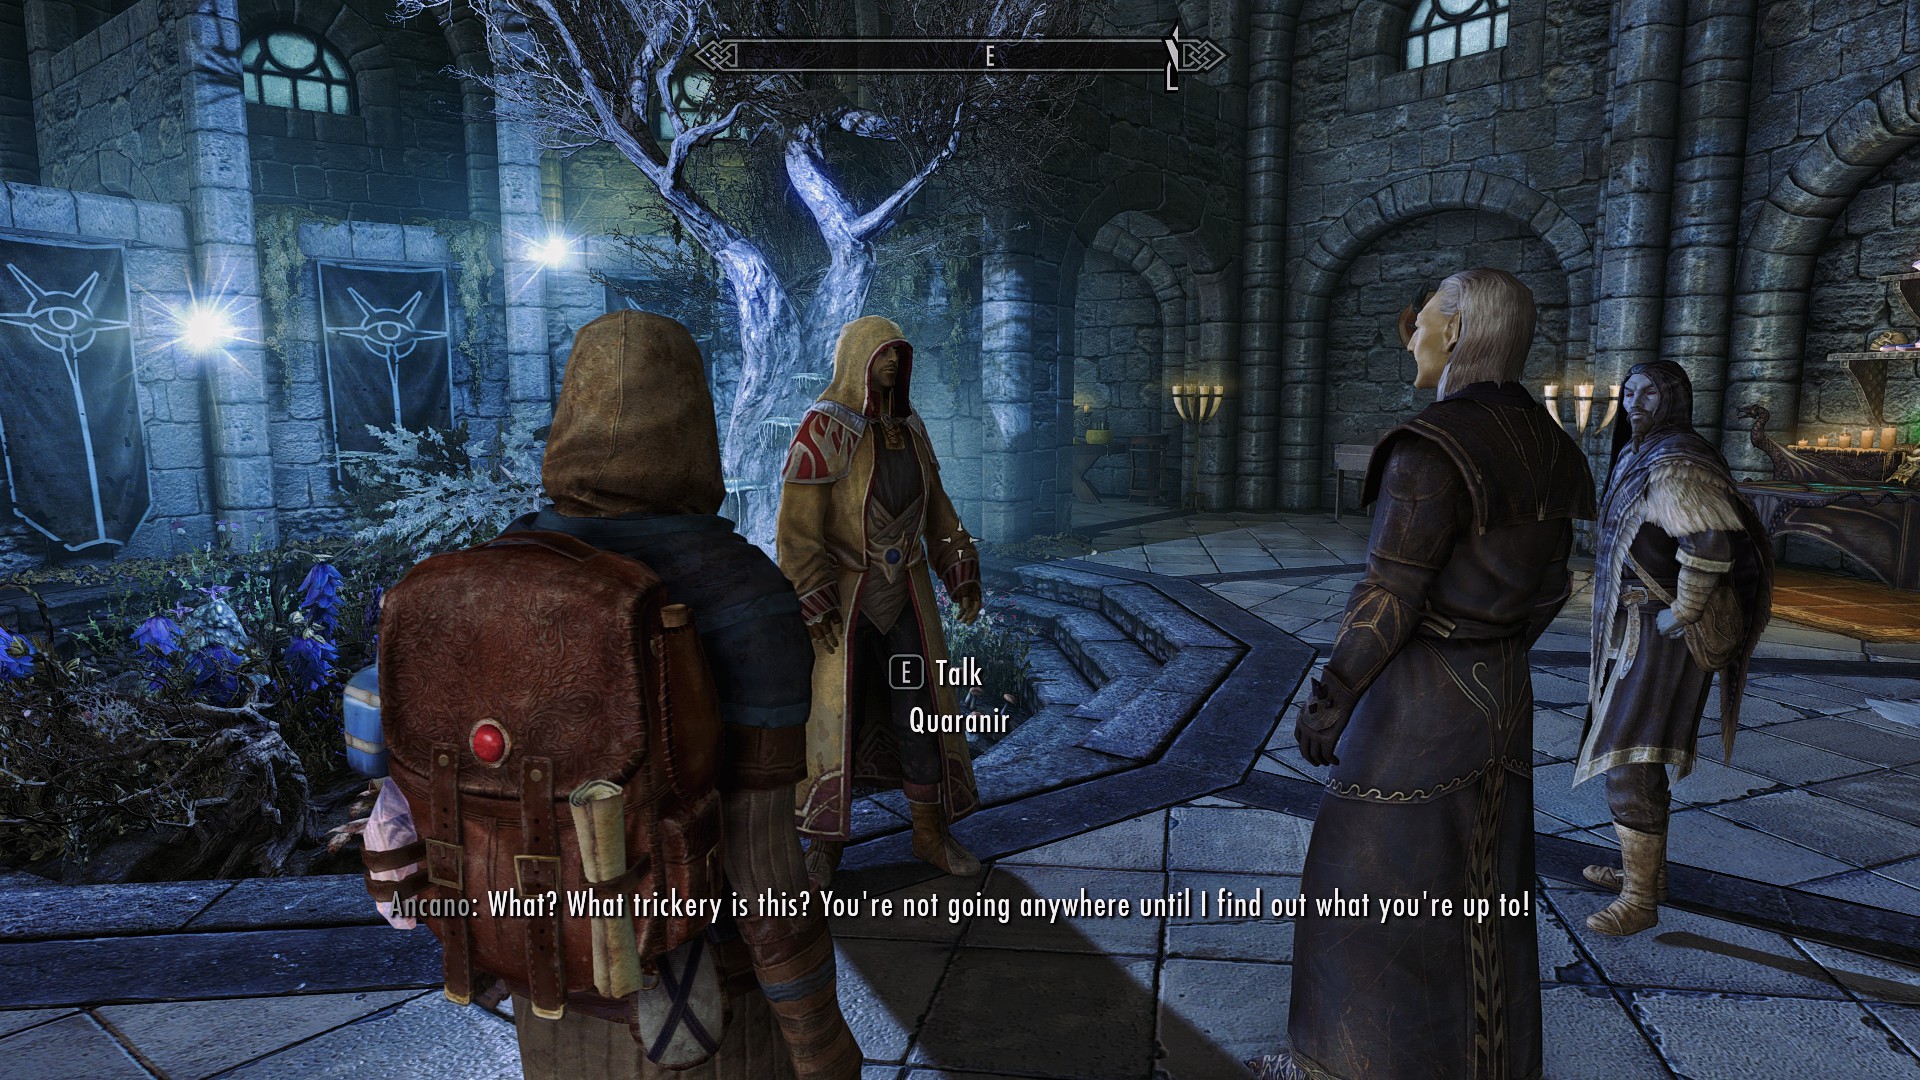 E
E Talk
Quaranir
Ancano: What? What trickery is this? You're not going anywhere until I find out what you're up to!